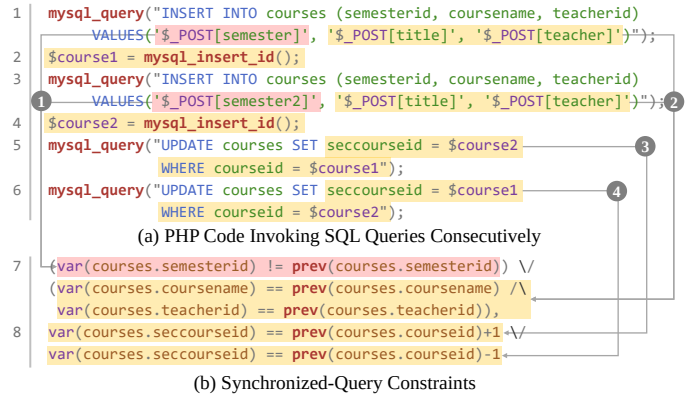 1 mysql_query("INSERT INTO courses (semesterid, coursename, teacherid)
VALUES('$_POST[semester]', '$_POST[title]', '$_POST[teacher]')");
2 $course1 = mysql_insert_id();
3 mysql_query("INSERT INTO courses (semesterid, coursename, teacherid)
1 VALUES('$_POST[semester2]', '$_POST[title]', '$_POST[teacher]')"); 2
4 $course2 = mysql_insert_id();
5 mysql_query("UPDATE courses SET seccourseid = $course2 3
WHERE courseid = $course1");
6 mysql_query("UPDATE courses SET seccourseid = $course1 4
WHERE courseid = $course2");
(a) PHP Code Invoking SQL Queries Consecutively
7 (var(courses.semesterid) != prev(courses.semesterid)) \/
(var(courses.coursename) == prev(courses.coursename) /\
var(courses.teacherid) == prev(courses.teacherid)),
8 var(courses.seccourseid) == prev(courses.courseid)+1 \/
var(courses.seccourseid) == prev(courses.courseid)-1
(b) Synchronized-Query Constraints